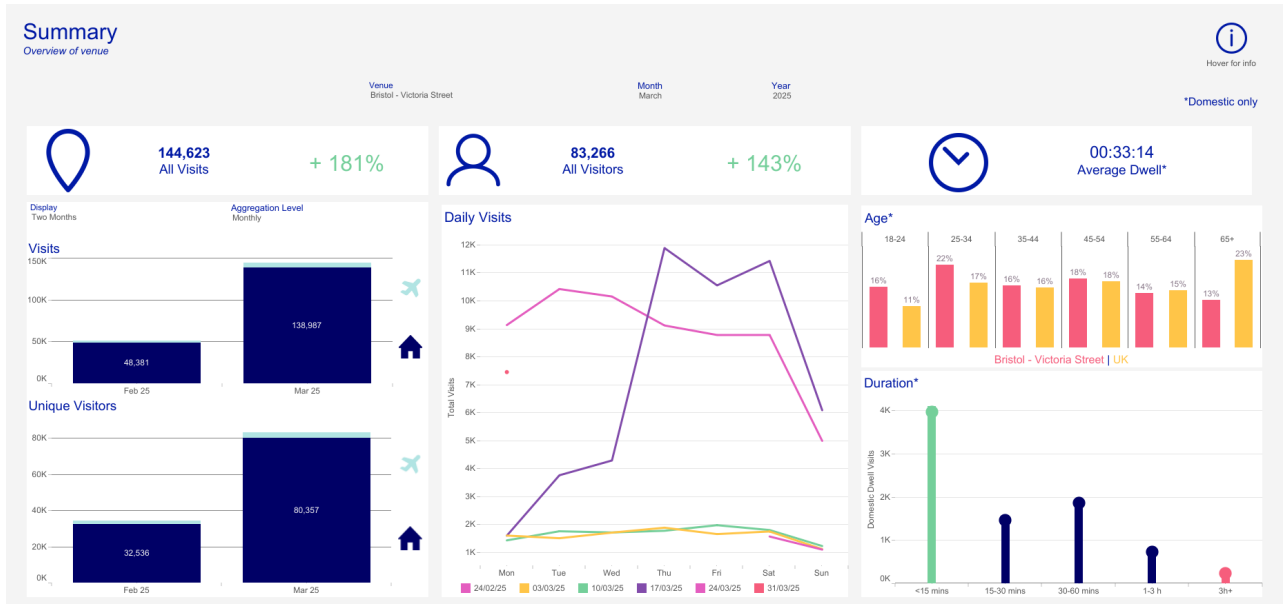 Summary
Overview of venue
Hover for info
Venue Month Year
Bristol - Victoria Street March 2025
*Domestic only
144,623
All Visits
+ 181%
83,266
All Visitors
+ 143%
00:33:14
Average Dwell*
Display Aggregation Level
Two Months Monthly
Visits
150K
100K
50K
0K
138,987
48,381
Feb 25 Mar 25
Unique Visitors
80K
60K
40K
20K
0K
80,357
32,536
Feb 25 Mar 25
Daily Visits
Total Visits
12K
11K
10K
9K
8K
7K
6K
5K
4K
3K
2K
1K
Mon Tue Wed Thu Fri Sat Sun
24/02/25 03/03/25 10/03/25 17/03/25 24/03/25 31/03/25
Age*
18-24 25-34 35-44 45-54 55-64 65+
16% 11% 22% 17% 16% 16% 18% 18% 14% 15% 13% 23%
Bristol - Victoria Street | UK
Duration*
Domestic Dwell Visits
4K
3K
2K
1K
0K
<15 mins 15-30 mins 30-60 mins 1-3 h 3h+